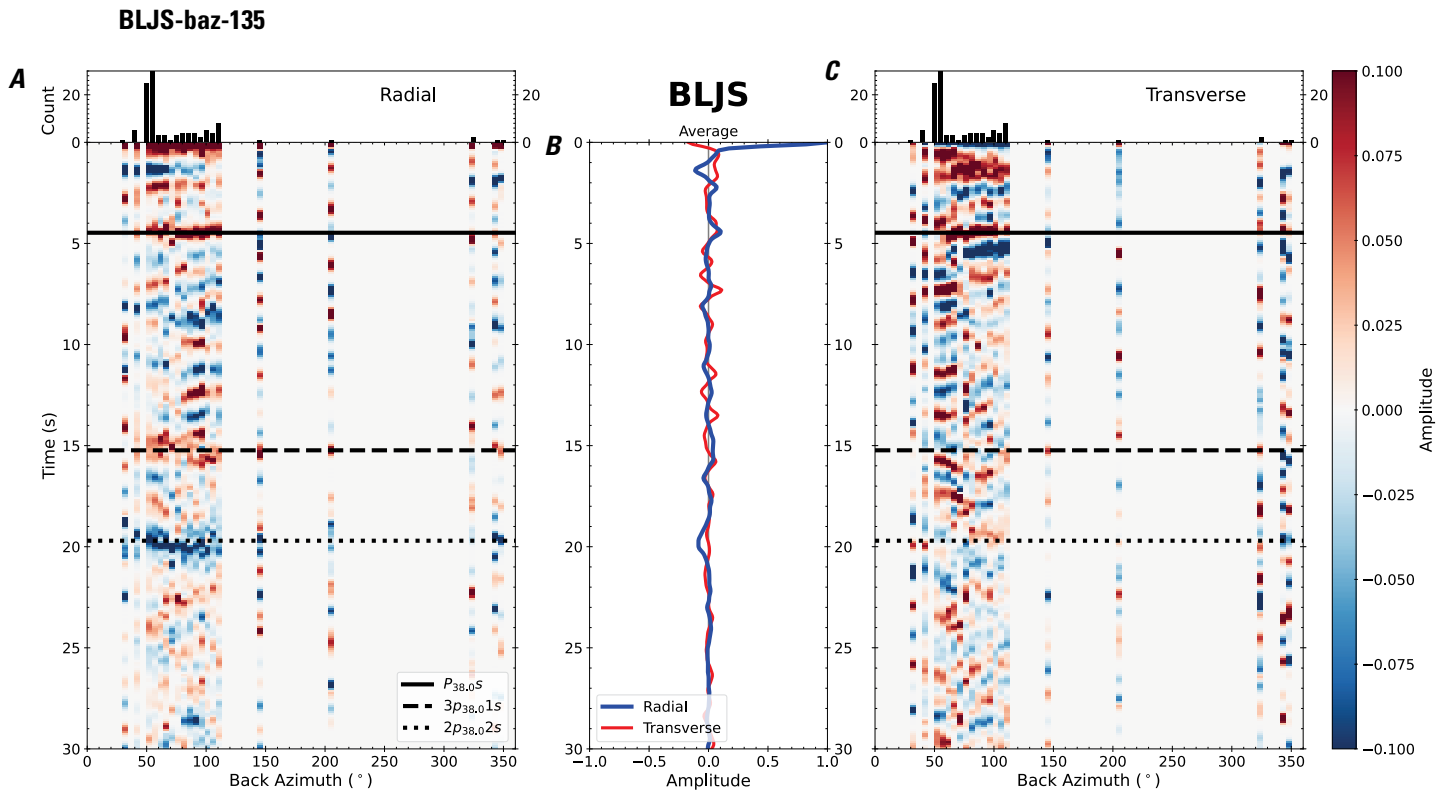 BLJS-baz-135
A
Count
20
0
Radial
20
0
BLJS
Average
B
C
20
0
Transverse
20
0
Time (s)
0
5
10
15
20
25
30
0
5
10
15
20
25
30
0
5
10
15
20
25
30
P38.0s
3p38.01s
2p38.02s
Radial
Transverse
0 50 100 150 200 250 300 350
Back Azimuth (°)
−1.0 −0.5 0.0 0.5 1.0
Amplitude
0 50 100 150 200 250 300 350
Back Azimuth (°)
0.100
0.075
0.050
0.025
0.000
−0.025
−0.050
−0.075
−0.100
Amplitude